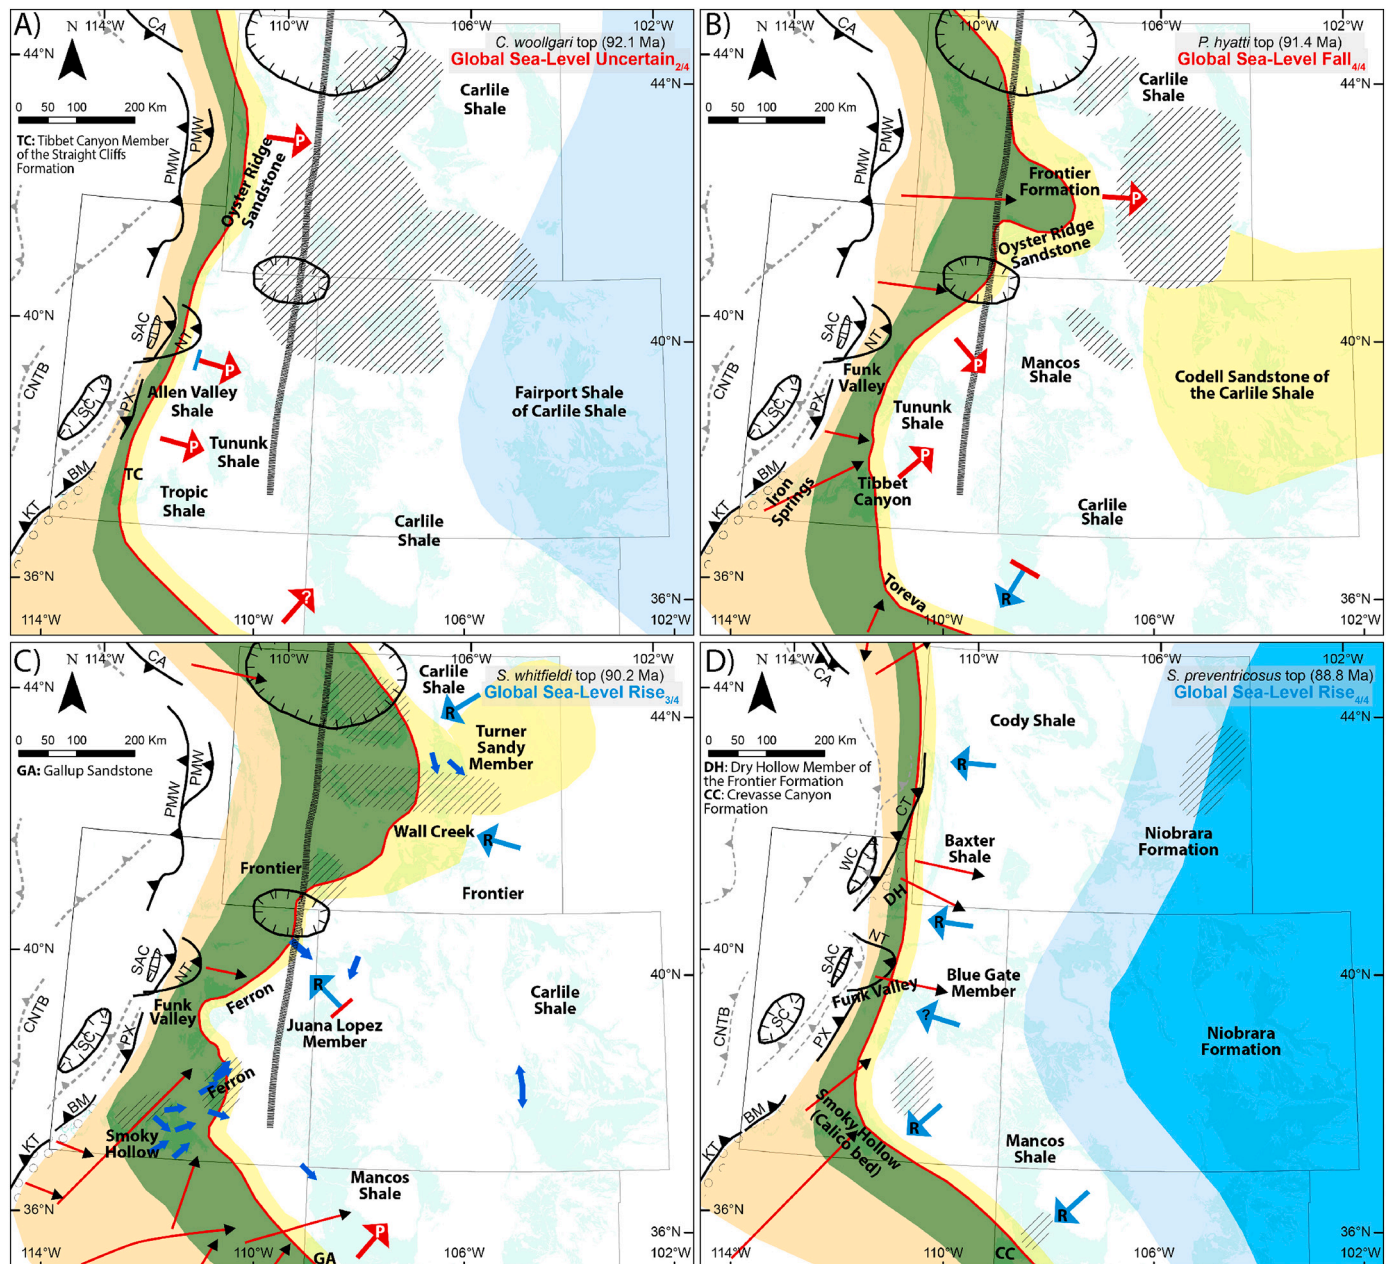 A)
114°W
110°W
102°W
N
CA
44°N
C. woollgari top (92.1 Ma)
Global Sea-Level Uncertain2/4
44°N
Carlile
Shale
0 50 100 200 Km
TC: Tibbet Canyon Member
of the Straight Cliffs
Formation
PMW
PMW
P
Oyster Ridge
Sandstone
40°N
40°N
SAC
NT
CNTB
SC
PX
P
Allen Valley
Shale
Fairport Shale
of Carlile Shale
P
Tununk
Shale
BM
TC
Tropic
Shale
KT
Carlile
Shale
36°N
36°N
?
114°W
110°W
106°W
102°W
B)
114°W
110°W
106°W
102°W
N
CA
44°N
P. hyatti top (91.4 Ma)
Global Sea-Level Fall4/4
44°N
Carlile
Shale
0 50 100 200 Km
PMW
PMW
Frontier
Formation
P
Oyster Ridge
Sandstone
40°N
40°N
SAC
NT
CNTB
SC
PX
P
Mancos
Shale
Funk
Valley
Codell Sandstone of
the Carlile Shale
Tununk
Shale
P
BM
Iron
Springs
Tibbet
Canyon
KT
Carlile
Shale
36°N
36°N
Toreva
R
114°W
110°W
106°W
102°W
C)
114°W
110°W
102°W
N
CA
44°N
Carlile
Shale
S. whitfieldi top (90.2 Ma)
Global Sea-Level Rise3/4
44°N
R
Turner
Sandy
Member
0 50 100 200 Km
GA: Gallup Sandstone
PMW
PMW
Wall Creek
R
Frontier
Frontier
40°N
40°N
SAC
NT
CNTB
SC
PX
Funk
Valley
Ferron
R
Juana Lopez
Member
Carlile
Shale
Ferron
BM
KT
Smoky
Hollow
Mancos
Shale
36°N
36°N
P
GA
114°W
110°W
106°W
102°W
D)
114°W
110°W
106°W
102°W
N
CA
44°N
S. preventricosus top (88.8 Ma)
Global Sea-Level Rise4/4
44°N
Cody Shale
0 50 100 200 Km
DH: Dry Hollow Member of
the Frontier Formation
CC: Crevasse Canyon
Formation
R
CT
WC
DH
Baxter
Shale
Niobrara
Formation
R
40°N
40°N
SAC
NT
CNTB
SC
PX
Funk Valley
Blue Gate
Member
?
Niobrara
Formation
BM
KT
Smoky Hollow
(Calico bed)
R
Mancos
Shale
R
36°N
36°N
CC
114°W
110°W
106°W
102°W